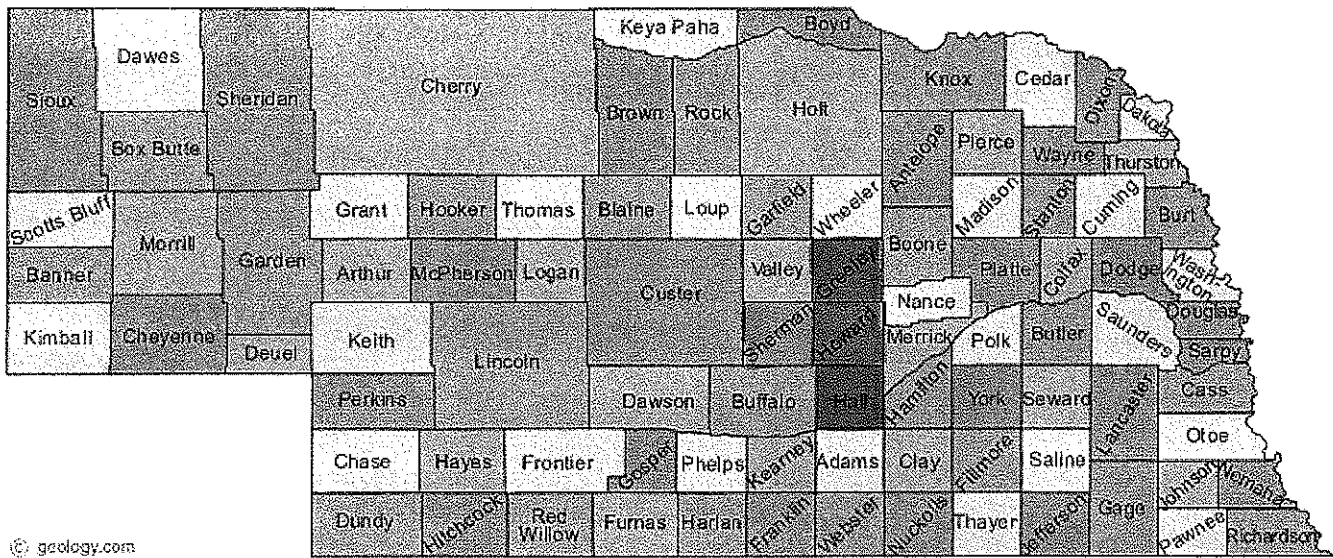 Keya Paha
Boyd
Dawes
Sioux
Sheridan
Cherry
Brown
Rock
Holt
Knox
Cedar
Dixon
Dakota
Box Butte
Antelope
Pierce
Wayne
Thurston
Scotts Bluff
Grant
Hooker
Thomas
Blaine
Loup
Garfield
Wheeler
Madison
Stanton
Cuming
Burt
Morrill
Garden
Banner
Arthur
McPherson
Logan
Custer
Valley
Greeley
Boone
Platte
Colfax
Dodge
Wash-
ington
Kimball
Cheyenne
Deuel
Keith
Lincoln
Sherman
Howard
Nance
Merrick
Polk
Butler
Saunders
Douglas
Sarpy
Perkins
Dawson
Buffalo
Hall
Hamilton
York
Seward
Lancaster
Cass
Otoe
Chase
Hayes
Frontier
Gosper
Phelps
Kearney
Adams
Clay
Fillmore
Saline
Johnson
Nemaha
Dundy
Hitchcock
Red
Willow
Furnas
Harlan
Franklin
Webster
Nuckols
Thayer
Jefferson
Gage
Pawnee
Richardson
© geology.com